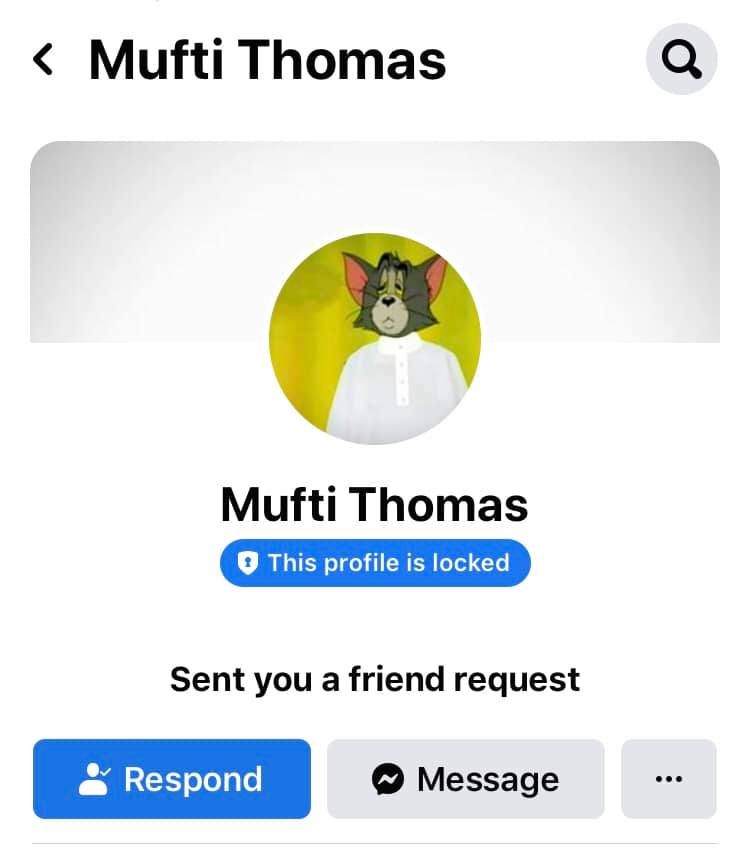 Mufti Thomas
Mufti Thomas
This profile is locked
Sent you a friend request
Respond
Message